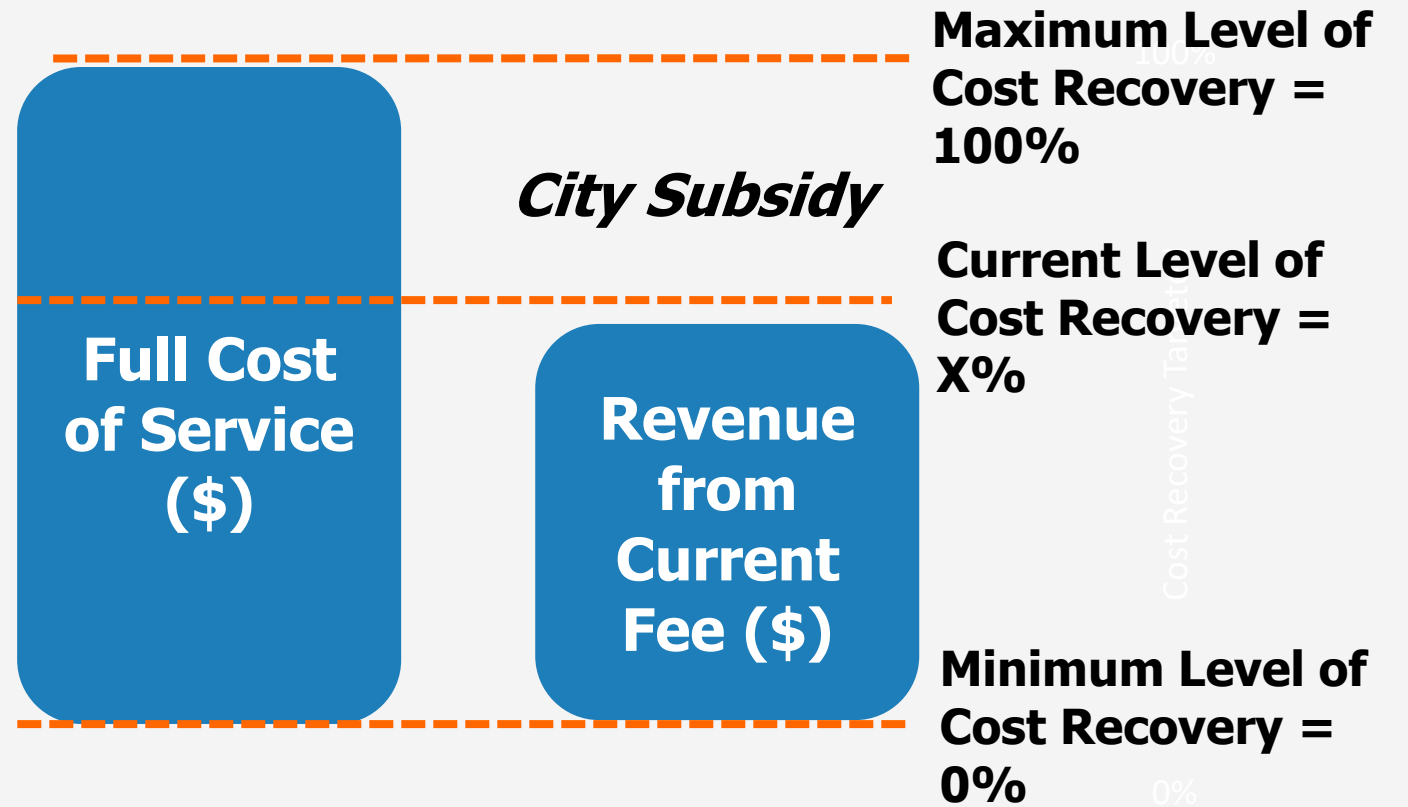 Maximum Level of
Cost Recovery =
100%
100%
City Subsidy
Current Level of
Cost Recovery =
X%
Full Cost
of Service
($)
Revenue
from
Current
Fee ($)
Cost Recovery Target
Minimum Level of
Cost Recovery =
0%
0%